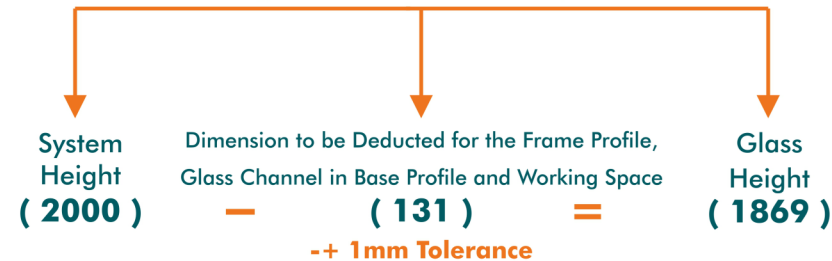 System
Height
( 2000 )
–
Dimension to be Deducted for the Frame Profile,
Glass Channel in Base Profile and Working Space
( 131 )
-+ 1mm Tolerance
=
Glass
Height
( 1869 )